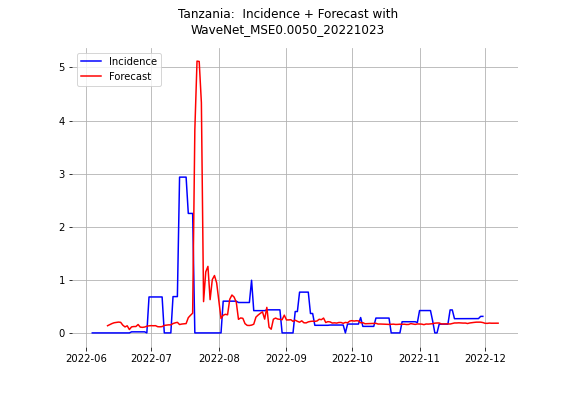 Tanzania:  Incidence + Forecast with
WaveNet_MSE0.0050_20221023
Incidence
Forecast
5
4
3
2
1
0
2022-06 2022-07 2022-08 2022-09 2022-10 2022-11 2022-12